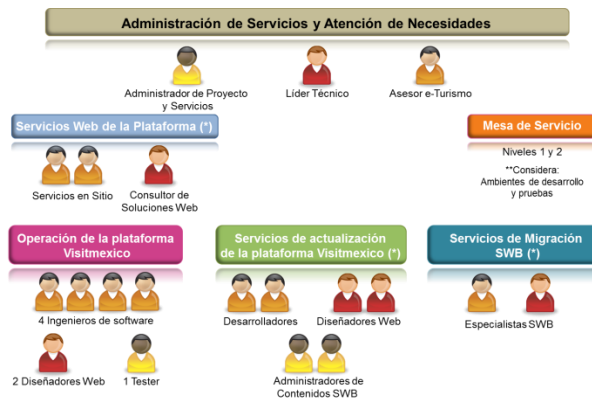 Administración de Servicios y Atención de Necesidades
Administrador de Proyecto
y Servicios
Líder Técnico
Asesor e-Turismo
Servicios Web de la Plataforma (*)
Mesa de Servicio
Servicios en Sitio
Consultor de
Soluciones Web
Niveles 1 y 2
**Considera:
Ambientes de desarrollo
y pruebas
Operación de la plataforma
Visitmexico
Servicios de actualización
de la plataforma Visitmexico (*)
Servicios de Migración
SWB (*)
4 Ingenieros de software
Desarrolladores
Diseñadores Web
Especialistas SWB
2 Diseñadores Web
1 Tester
Administradores de
Contenidos SWB